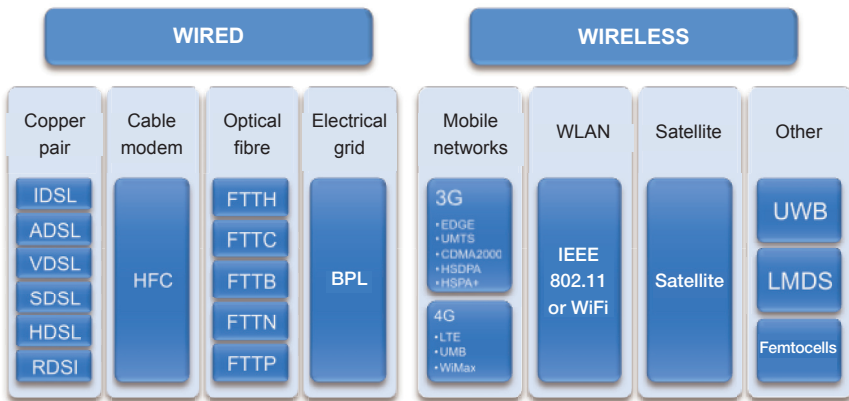 WIRED
WIRELESS
Copper
pair
IDSL
ADSL
VDSL
SDSL
HDSL
RDSI
Cable
modem
HFC
Optical
fibre
FTTH
FTTC
FTTB
FTTN
FTTP
Electrical
grid
BPL
Mobile
networks
3G
•EDGE
•UMTS
•CDMA2000
•HSDPA
•HSPA+
4G
•LTE
•UMB
•WiMax
WLAN
IEEE
802.11
or WiFi
Satellite
Satellite
Other
UWB
LMDS
Femtocells